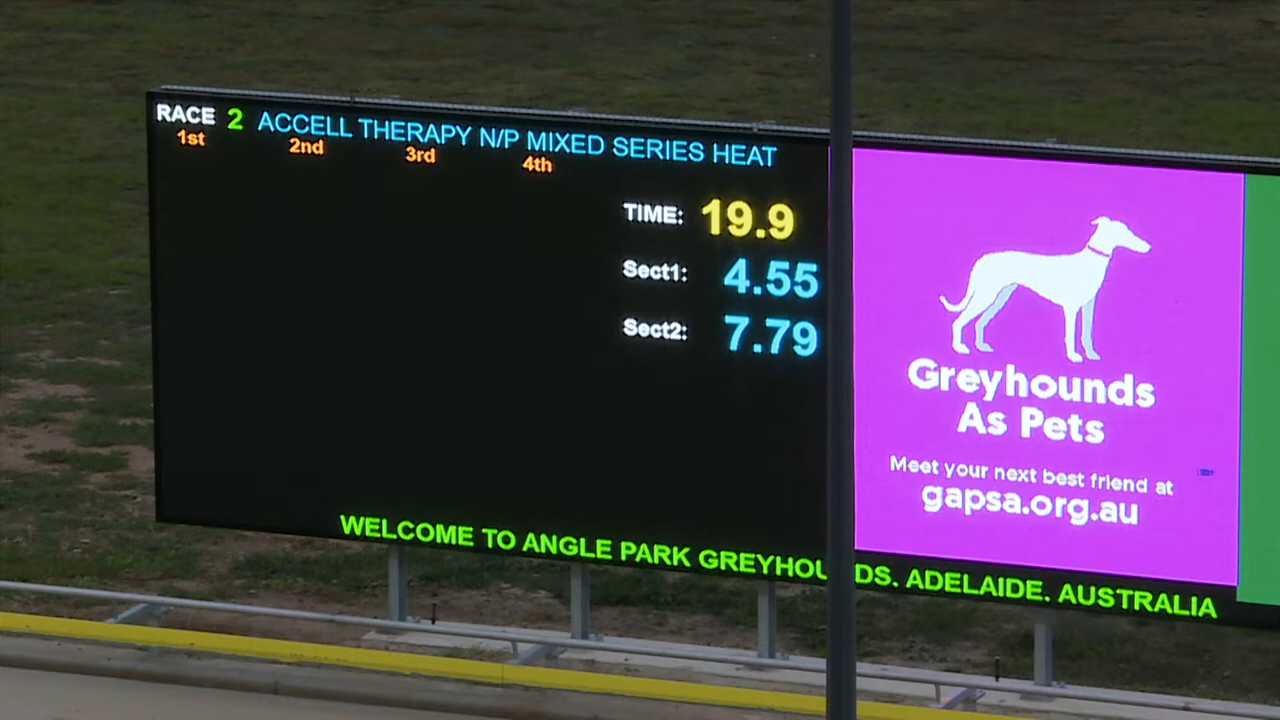 RACE 2 ACCELL THERAPY N/P MIXED SERIES HEAT
1st 2nd 3rd 4th
TIME: 19.9
Sect1: 4.55
Sect2: 7.79
Greyhounds
As Pets
Meet your next best friend at
gapsa.org.au
WELCOME TO ANGLE PARK GREYHOUNDS. ADELAIDE. AUSTRALIA